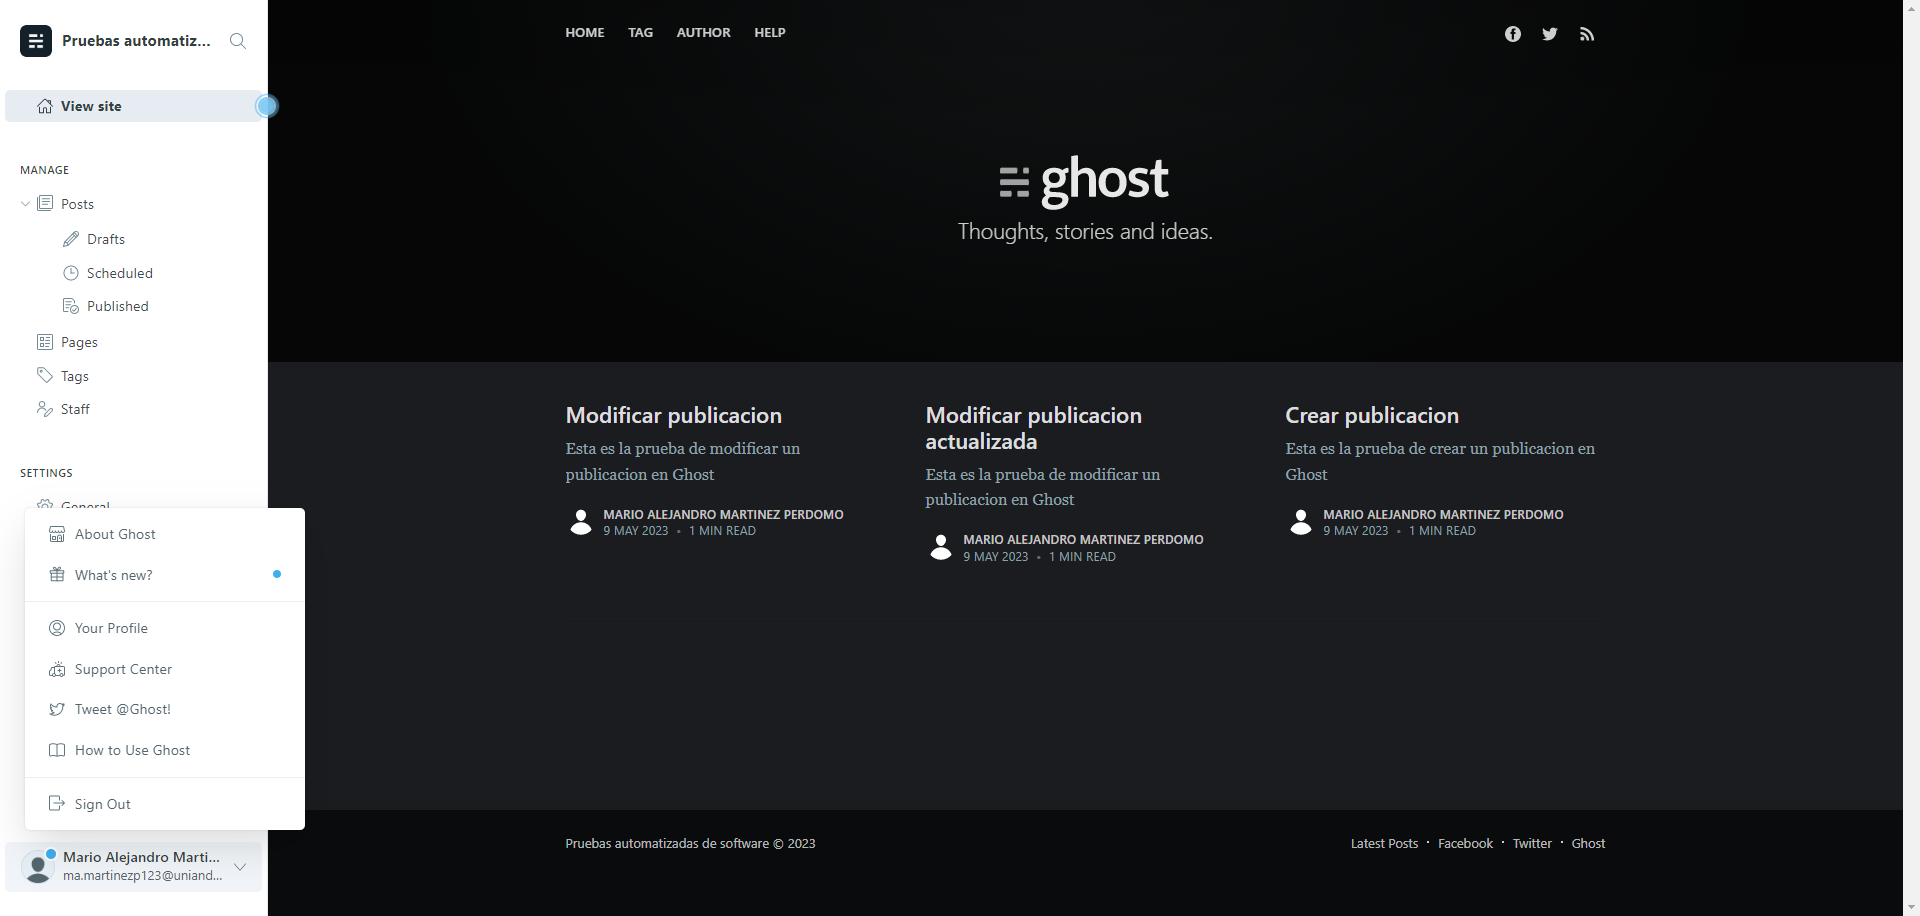 Pruebas automatiz...
View site
MANAGE
Posts
Drafts
Scheduled
Published
Pages
Tags
Staff
SETTINGS
General
About Ghost
What's new?
Your Profile
Support Center
Tweet @Ghost!
How to Use Ghost
Sign Out
Mario Alejandro Marti...
ma.martinezp123@uniand...
HOME TAG AUTHOR HELP
ghost
Thoughts, stories and ideas.
Modificar publicacion
Esta es la prueba de modificar un
publicacion en Ghost
MARIO ALEJANDRO MARTINEZ PERDOMO
9 MAY 2023 • 1 MIN READ
Modificar publicacion
actualizada
Esta es la prueba de modificar un
publicacion en Ghost
MARIO ALEJANDRO MARTINEZ PERDOMO
9 MAY 2023 • 1 MIN READ
Crear publicacion
Esta es la prueba de crear un publicacion en
Ghost
MARIO ALEJANDRO MARTINEZ PERDOMO
9 MAY 2023 • 1 MIN READ
Pruebas automatizadas de software © 2023
Latest Posts · Facebook · Twitter · Ghost